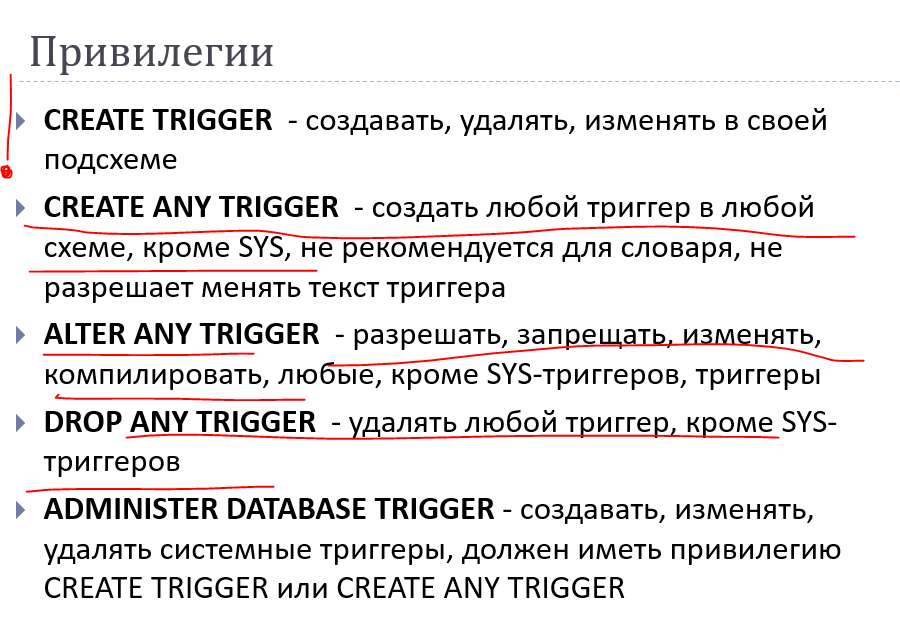 Привилегии
CREATE TRIGGER - создавать, удалять, изменять в своей
подсхеме
CREATE ANY TRIGGER - создать любой триггер в любой
схеме, кроме SYS, не рекомендуется для словаря, не
разрешает менять текст триггера
ALTER ANY TRIGGER - разрешать, запрещать, изменять,
компилировать, любые, кроме SYS-триггеров, триггеры
DROP ANY TRIGGER - удалять любой триггер, кроме SYS-
триггеров
ADMINISTER DATABASE TRIGGER - создавать, изменять,
удалять системные триггеры, должен иметь привилегию
CREATE TRIGGER или CREATE ANY TRIGGER